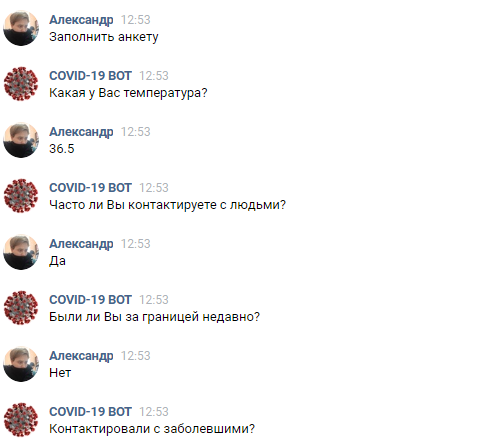 Александр 12:53
Заполнить анкету
COVID-19 BOT 12:53
Какая у Вас температура?
Александр 12:53
36.5
COVID-19 BOT 12:53
Часто ли Вы контактируете с людьми?
Александр 12:53
Да
COVID-19 BOT 12:53
Были ли Вы за границей недавно?
Александр 12:53
Нет
COVID-19 BOT 12:53
Контактировали с заболевшими?